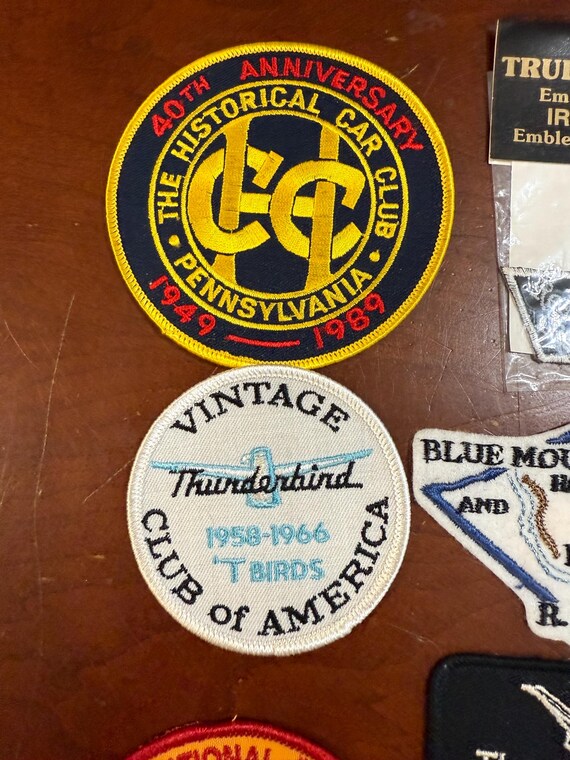 40TH ANNIVERSARY
THE HISTORICAL CAR CLUB
HCC
• PENNSYLVANIA •
1949 — 1989
VINTAGE
Thunderbird
1958-1966
'T' BIRDS
CLUB of AMERICA
TRU
Em
IR
Emble
BLUE MOU
AND
R.
TIONAL